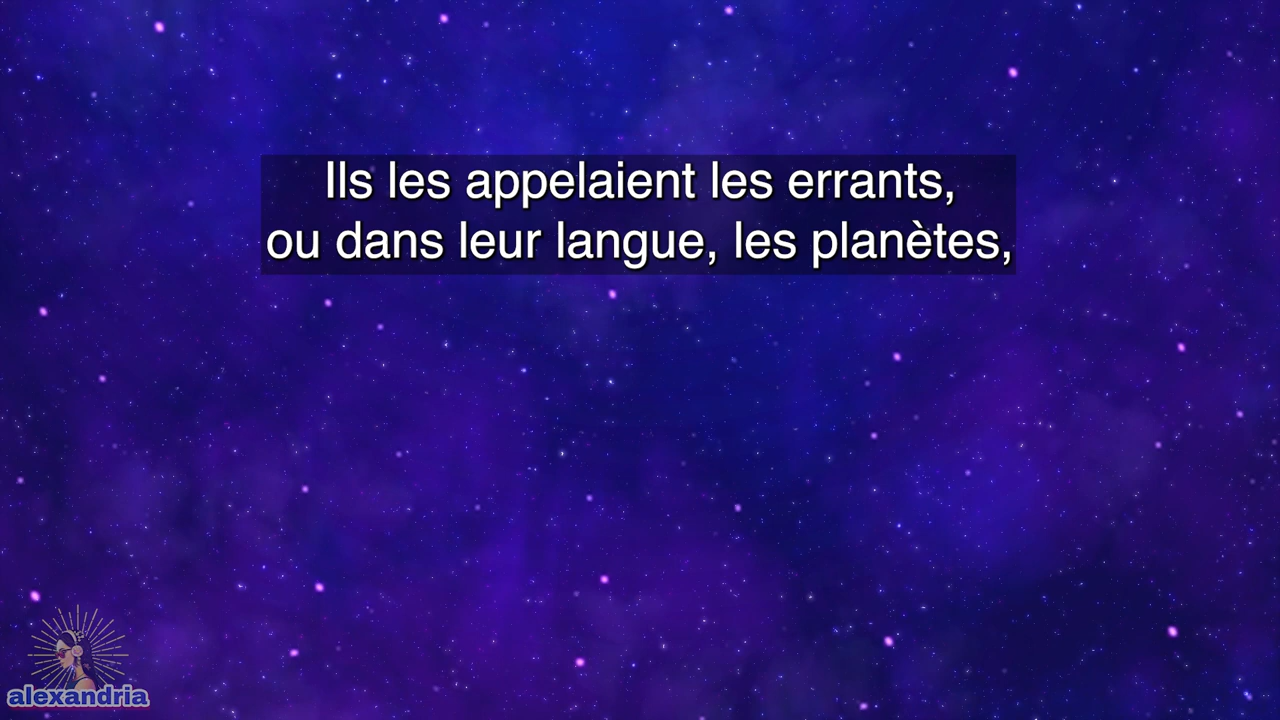 Ils les appelaient les errants,
ou dans leur langue, les planètes,
alexandria